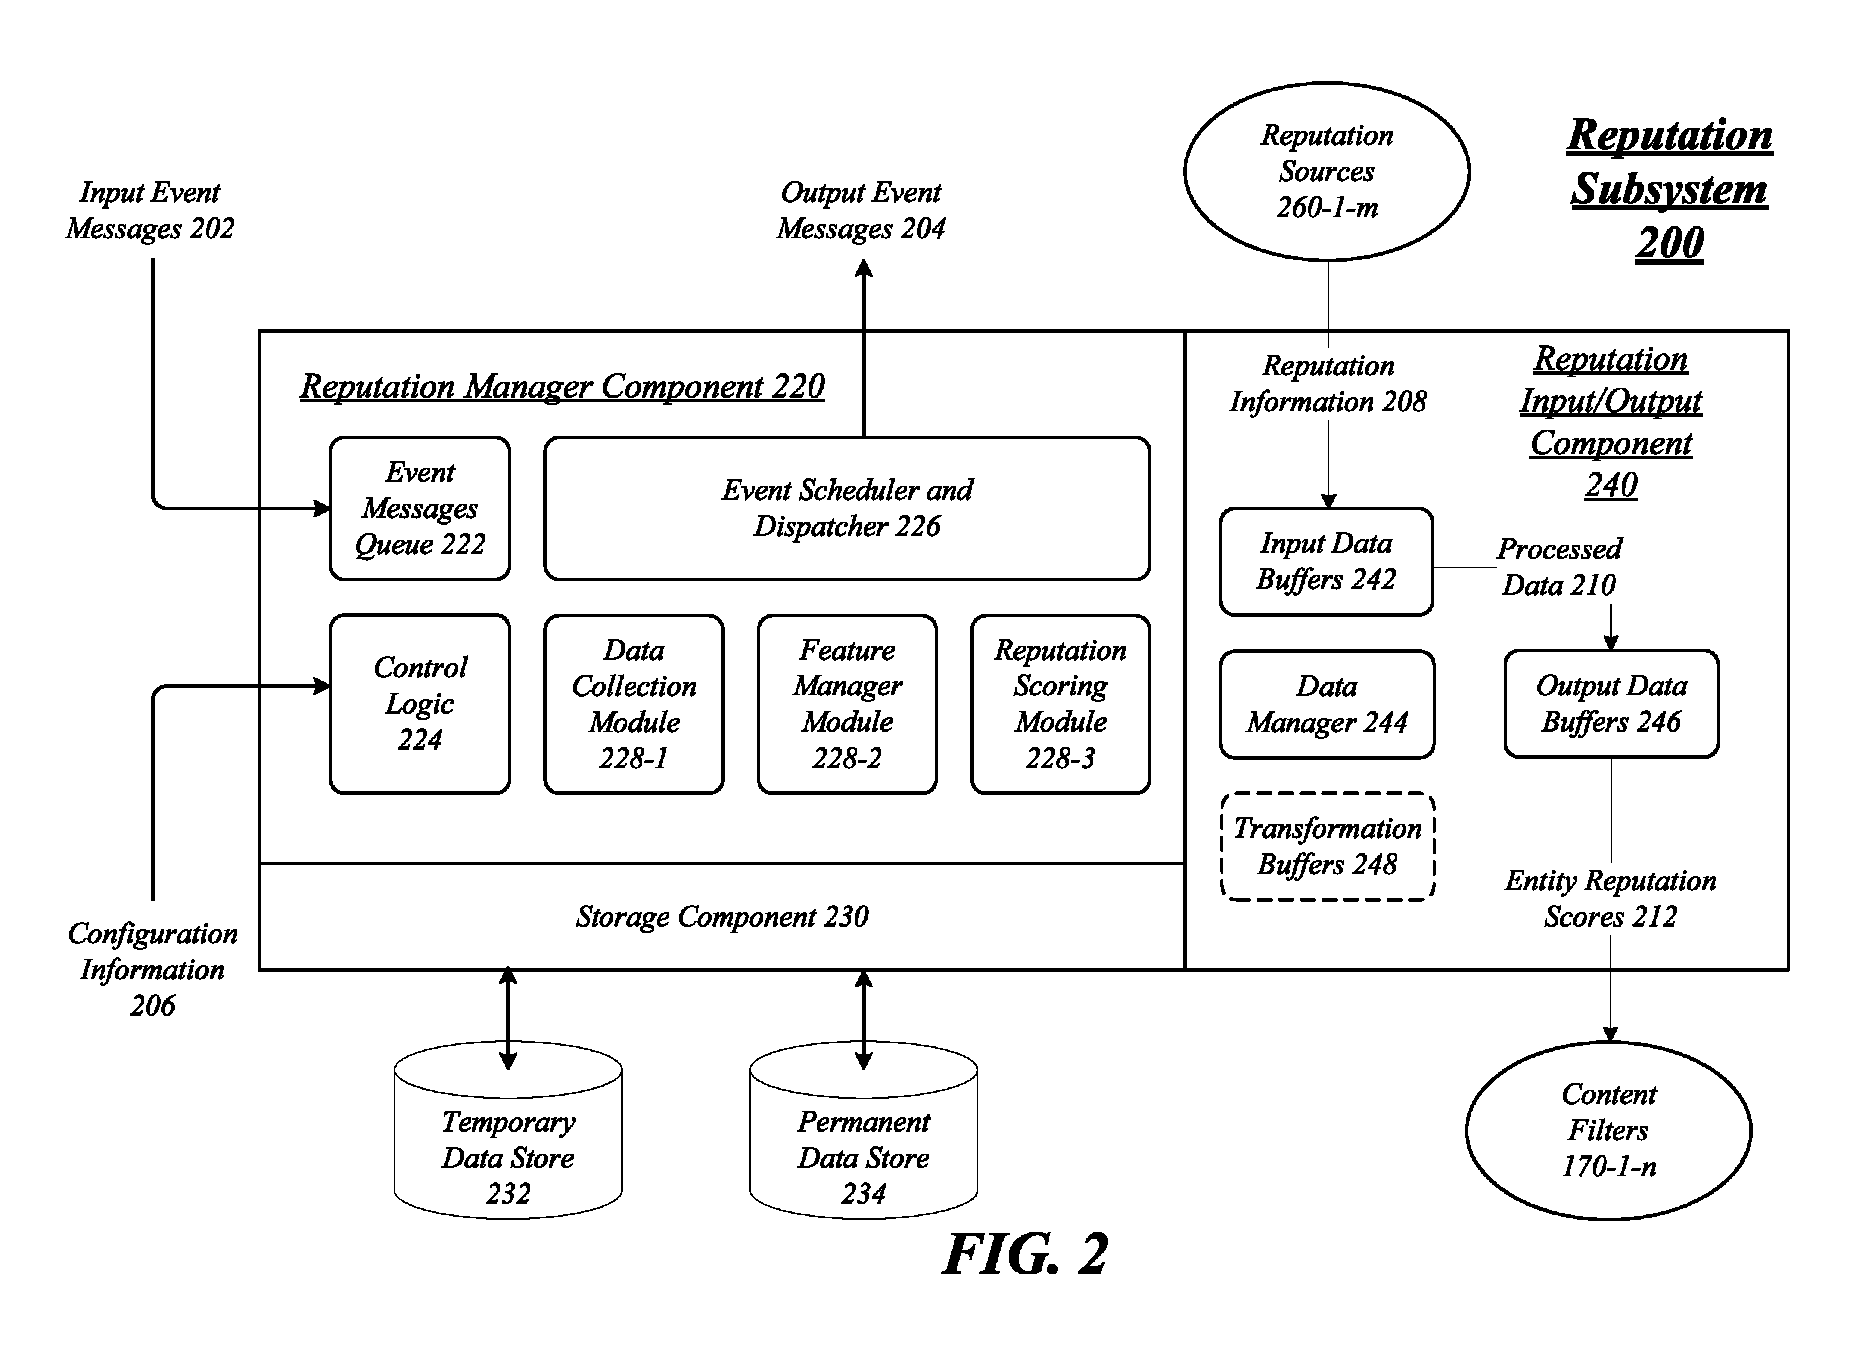 Reputation
Sources
260-1-m
Reputation
Subsystem
200
Input Event
Messages 202
Output Event
Messages 204
Reputation Manager Component 220
Reputation
Information 208
Reputation
Input/Output
Component
240
Event
Messages
Queue 222
Event Scheduler and
Dispatcher 226
Input Data
Buffers 242
Processed
Data 210
Control
Logic
224
Data
Collection
Module
228-1
Feature
Manager
Module
228-2
Reputation
Scoring
Module
228-3
Data
Manager 244
Output Data
Buffers 246
Transformation
Buffers 248
Entity Reputation
Scores 212
Storage Component 230
Configuration
Information
206
Temporary
Data Store
232
Permanent
Data Store
234
Content
Filters
170-1-n
FIG. 2